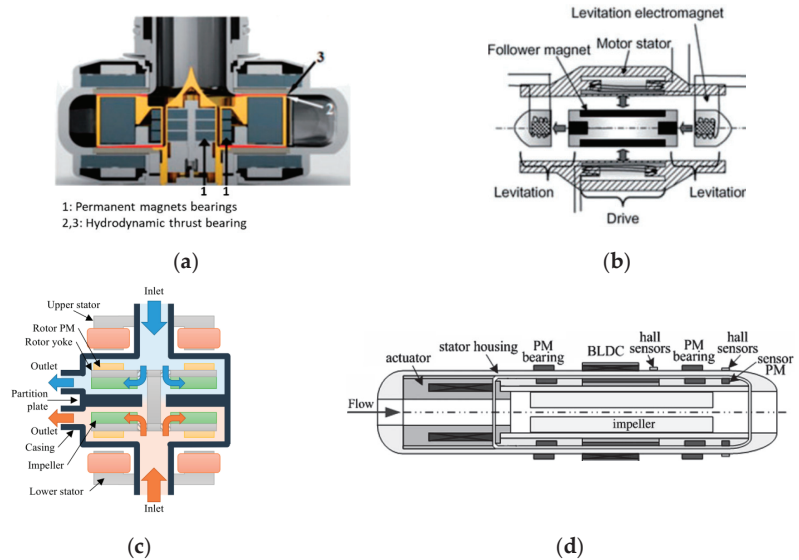 3
2
1
1
1: Permanent magnets bearings
2,3: Hydrodynamic thrust bearing
(a)
Levitation electromagnet
Motor stator
Follower magnet
Levitation
Levitation
Drive
(b)
Inlet
Upper stator
Rotor PM
Rotor yoke
Outlet
Partition
plate
Outlet
Casing
Impeller
Lower stator
Inlet
(c)
stator housing
PM
bearing
BLDC
hall
sensors
PM
bearing
hall
sensors
actuator
sensor
PM
Flow
impeller
(d)